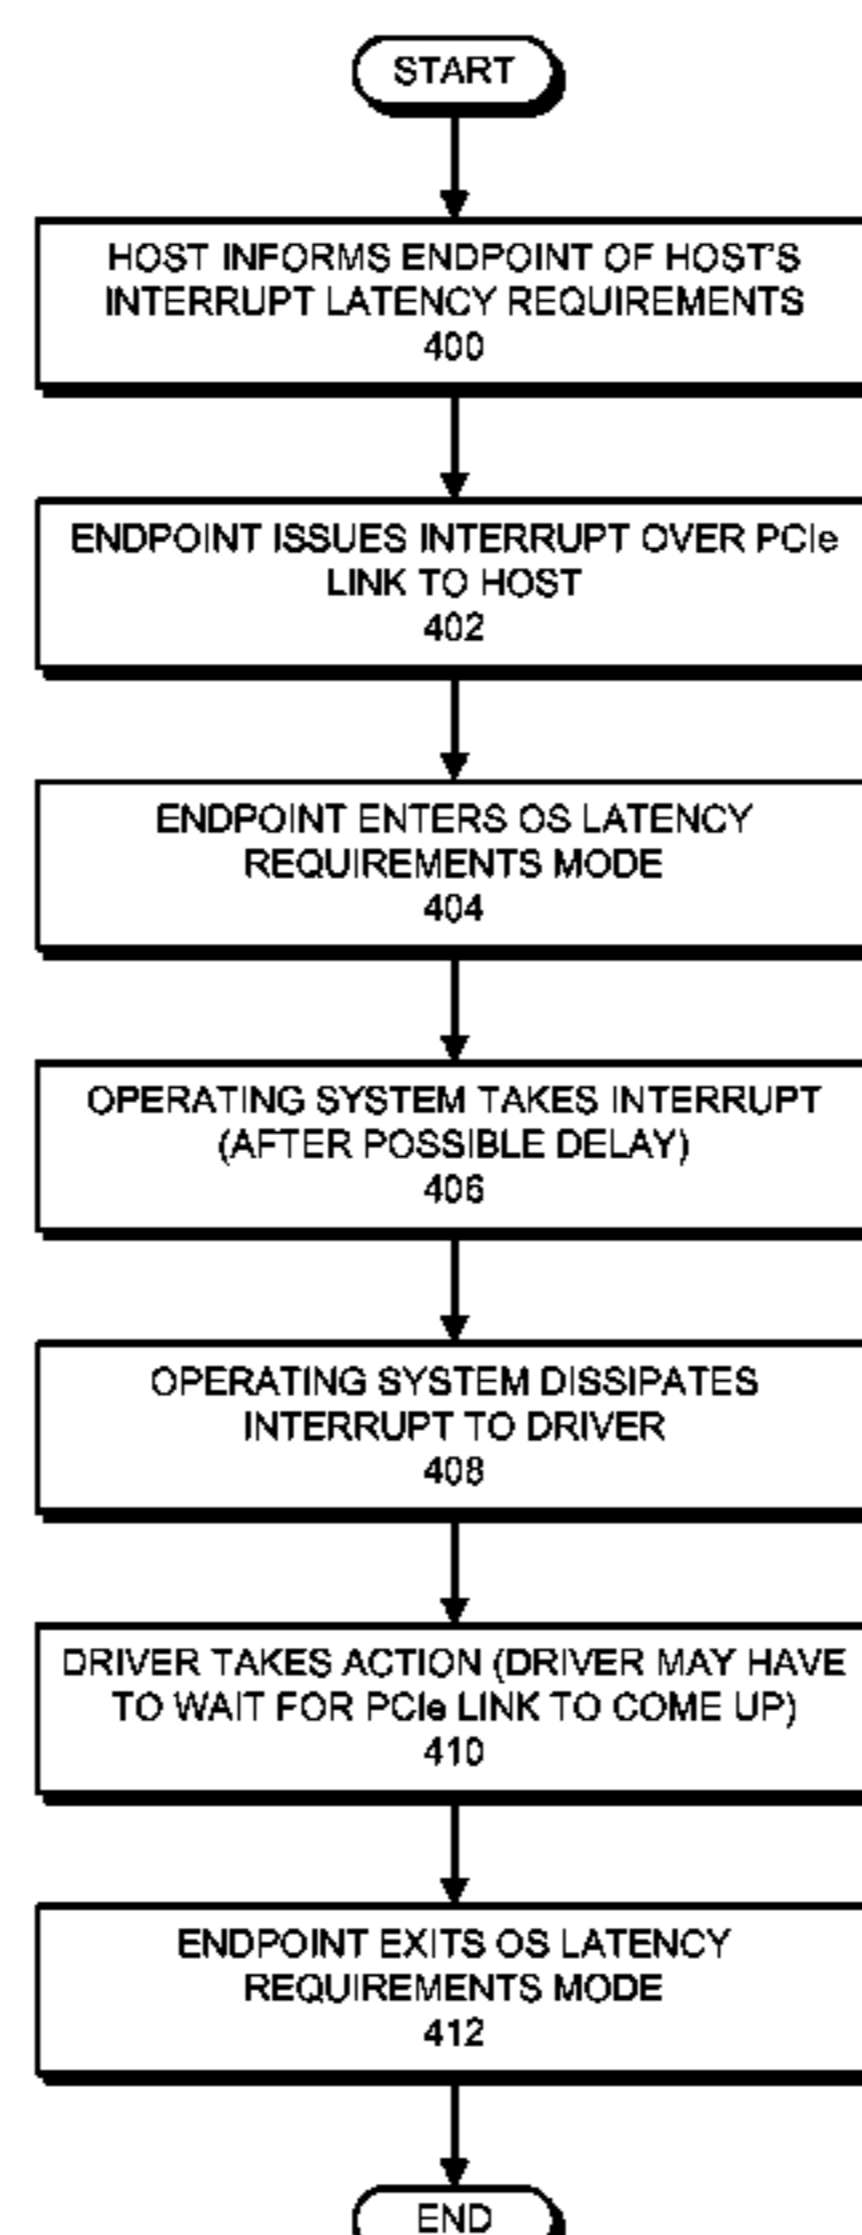 START
HOST INFORMS ENDPOINT OF HOST'S
INTERRUPT LATENCY REQUIREMENTS
400
ENDPOINT ISSUES INTERRUPT OVER PCIe
LINK TO HOST
402
ENDPOINT ENTERS OS LATENCY
REQUIREMENTS MODE
404
OPERATING SYSTEM TAKES INTERRUPT
(AFTER POSSIBLE DELAY)
406
OPERATING SYSTEM DISSIPATES
INTERRUPT TO DRIVER
408
DRIVER TAKES ACTION (DRIVER MAY HAVE
TO WAIT FOR PCIe LINK TO COME UP)
410
ENDPOINT EXITS OS LATENCY
REQUIREMENTS MODE
412
END